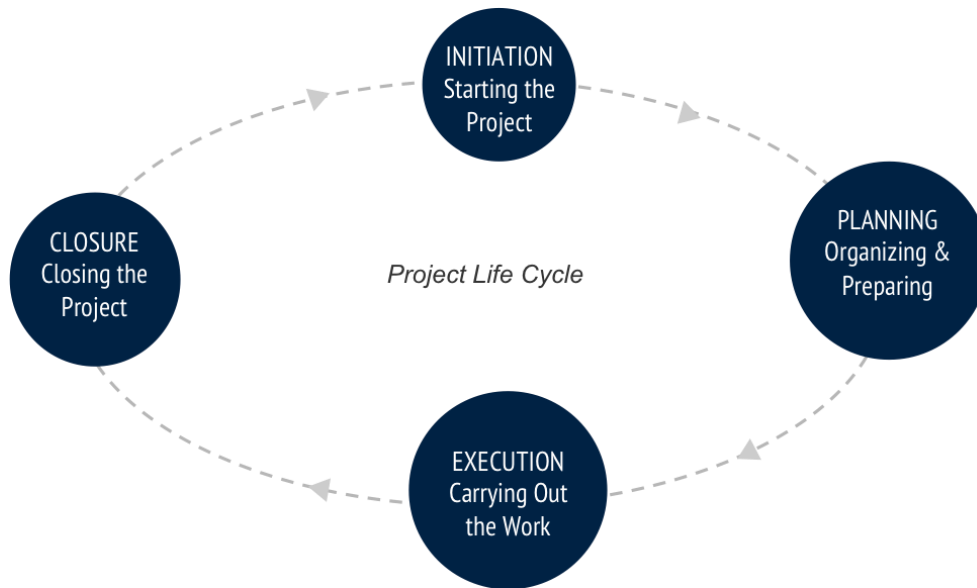 INITIATION
Starting the
Project
PLANNING
Organizing &
Preparing
CLOSURE
Closing the
Project
Project Life Cycle
EXECUTION
Carrying Out
the Work